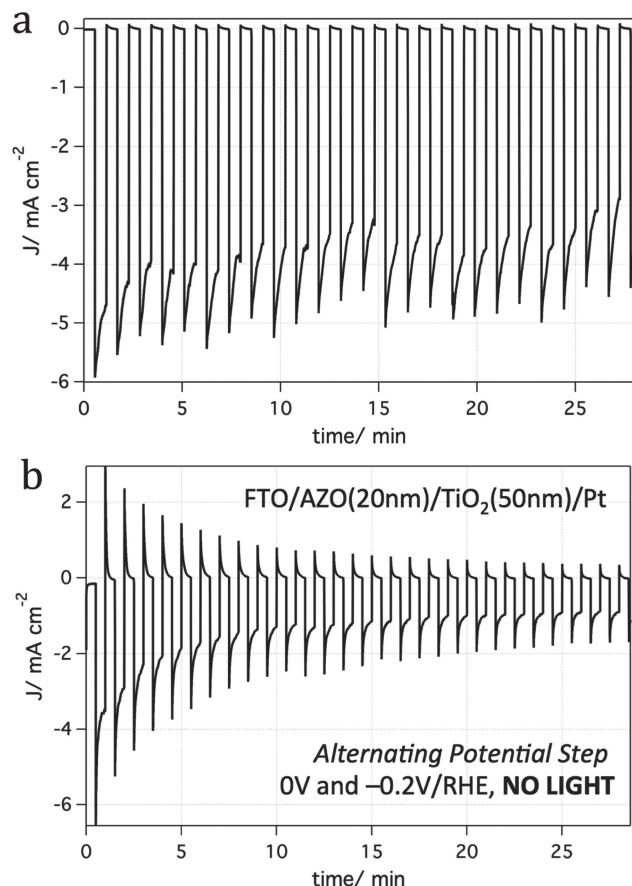 a
0
-1
-2
-3
-4
-5
-6
J/ mA cm⁻²
0 5 10 15 20 25
time/ min
b
FTO/AZO(20nm)/TiO₂(50nm)/Pt
2
0
-2
-4
-6
J/ mA cm⁻²
Alternating Potential Step
0V and –0.2V/RHE, NO LIGHT
0 5 10 15 20 25
time/ min